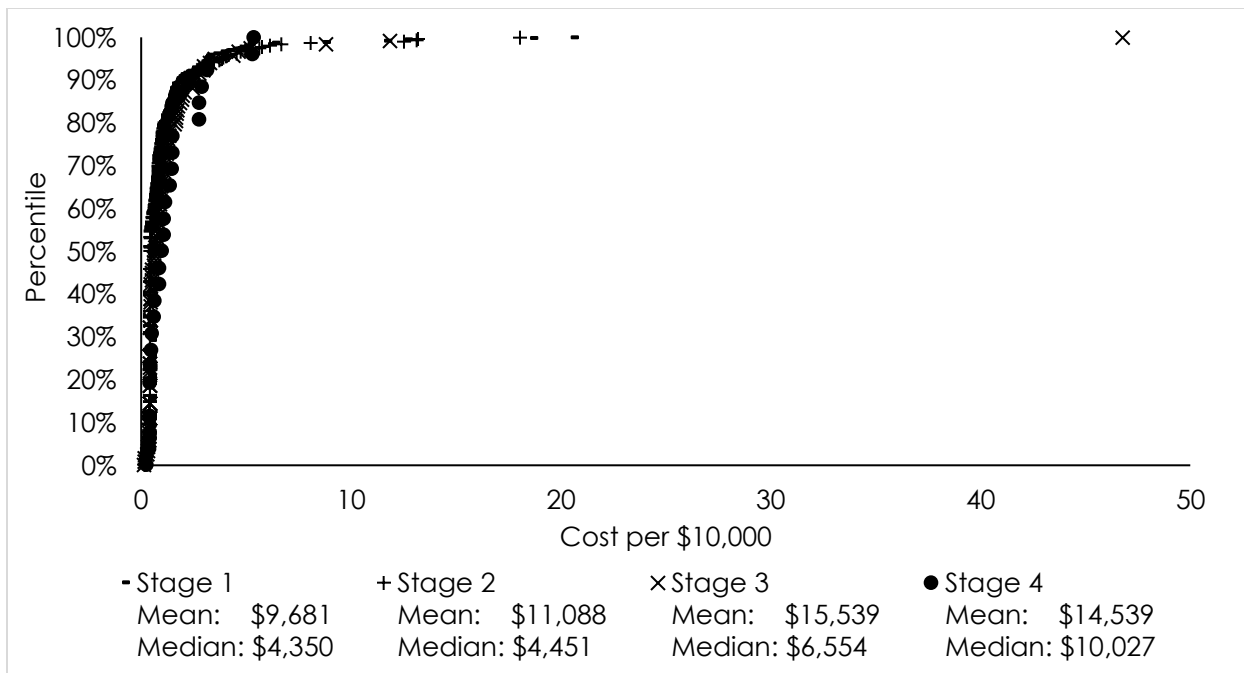 100%
90%
80%
70%
60%
50%
40%
30%
20%
10%
0%
Percentile
0 10 20 30 40 50
Cost per $10,000
Stage 1 Stage 2 Stage 3 Stage 4
Mean: $9,681 Mean: $11,088 Mean: $15,539 Mean: $14,539
Median: $4,350 Median: $4,451 Median: $6,554 Median: $10,027